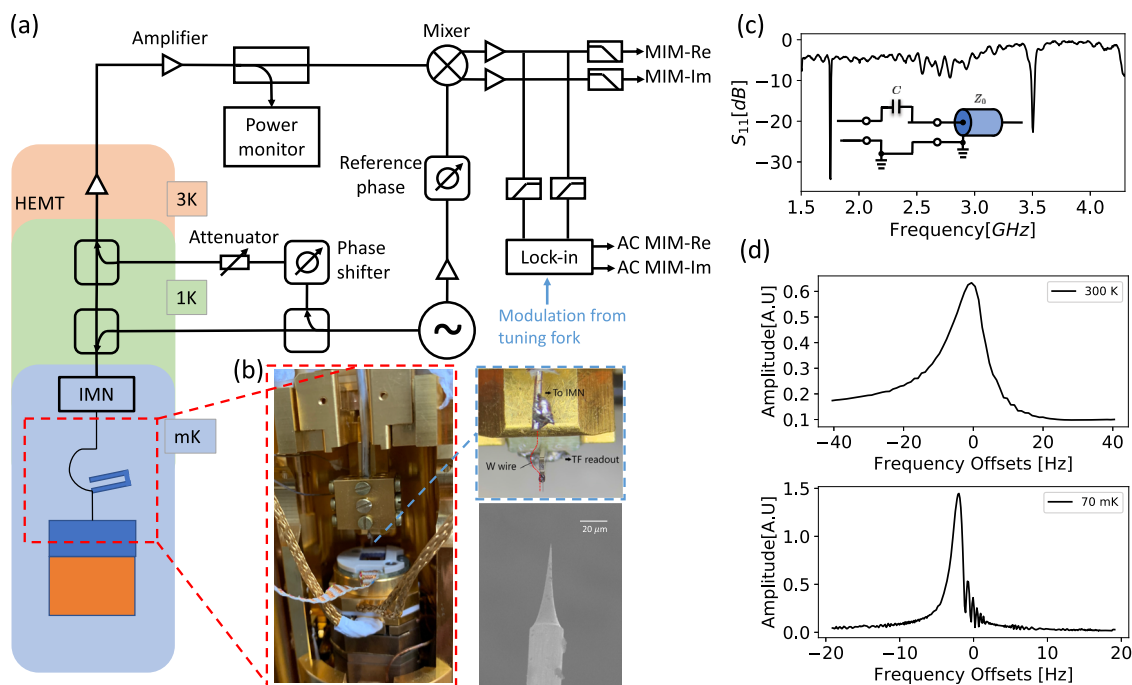 (a)
Amplifier
Mixer
MIM-Re
MIM-Im
Power
monitor
Reference
phase
HEMT
3K
Attenuator
Phase
shifter
Lock-in
AC MIM-Re
AC MIM-Im
1K
Modulation from
tuning fork
~
IMN
mK
(b)
To IMN
W wire
TF readout
20 μm
(c)
0
−10
−20
−30
S11[dB]
C
Z0
1.5 2.0 2.5 3.0 3.5 4.0
Frequency[GHz]
(d)
300 K
0.6
0.5
0.4
0.3
0.2
0.1
Amplitude[A.U]
−40 −20 0 20 40
Frequency Offsets [Hz]
70 mK
1.5
1.0
0.5
0.0
Amplitude[A.U]
−20 −10 0 10 20
Frequency Offsets [Hz]